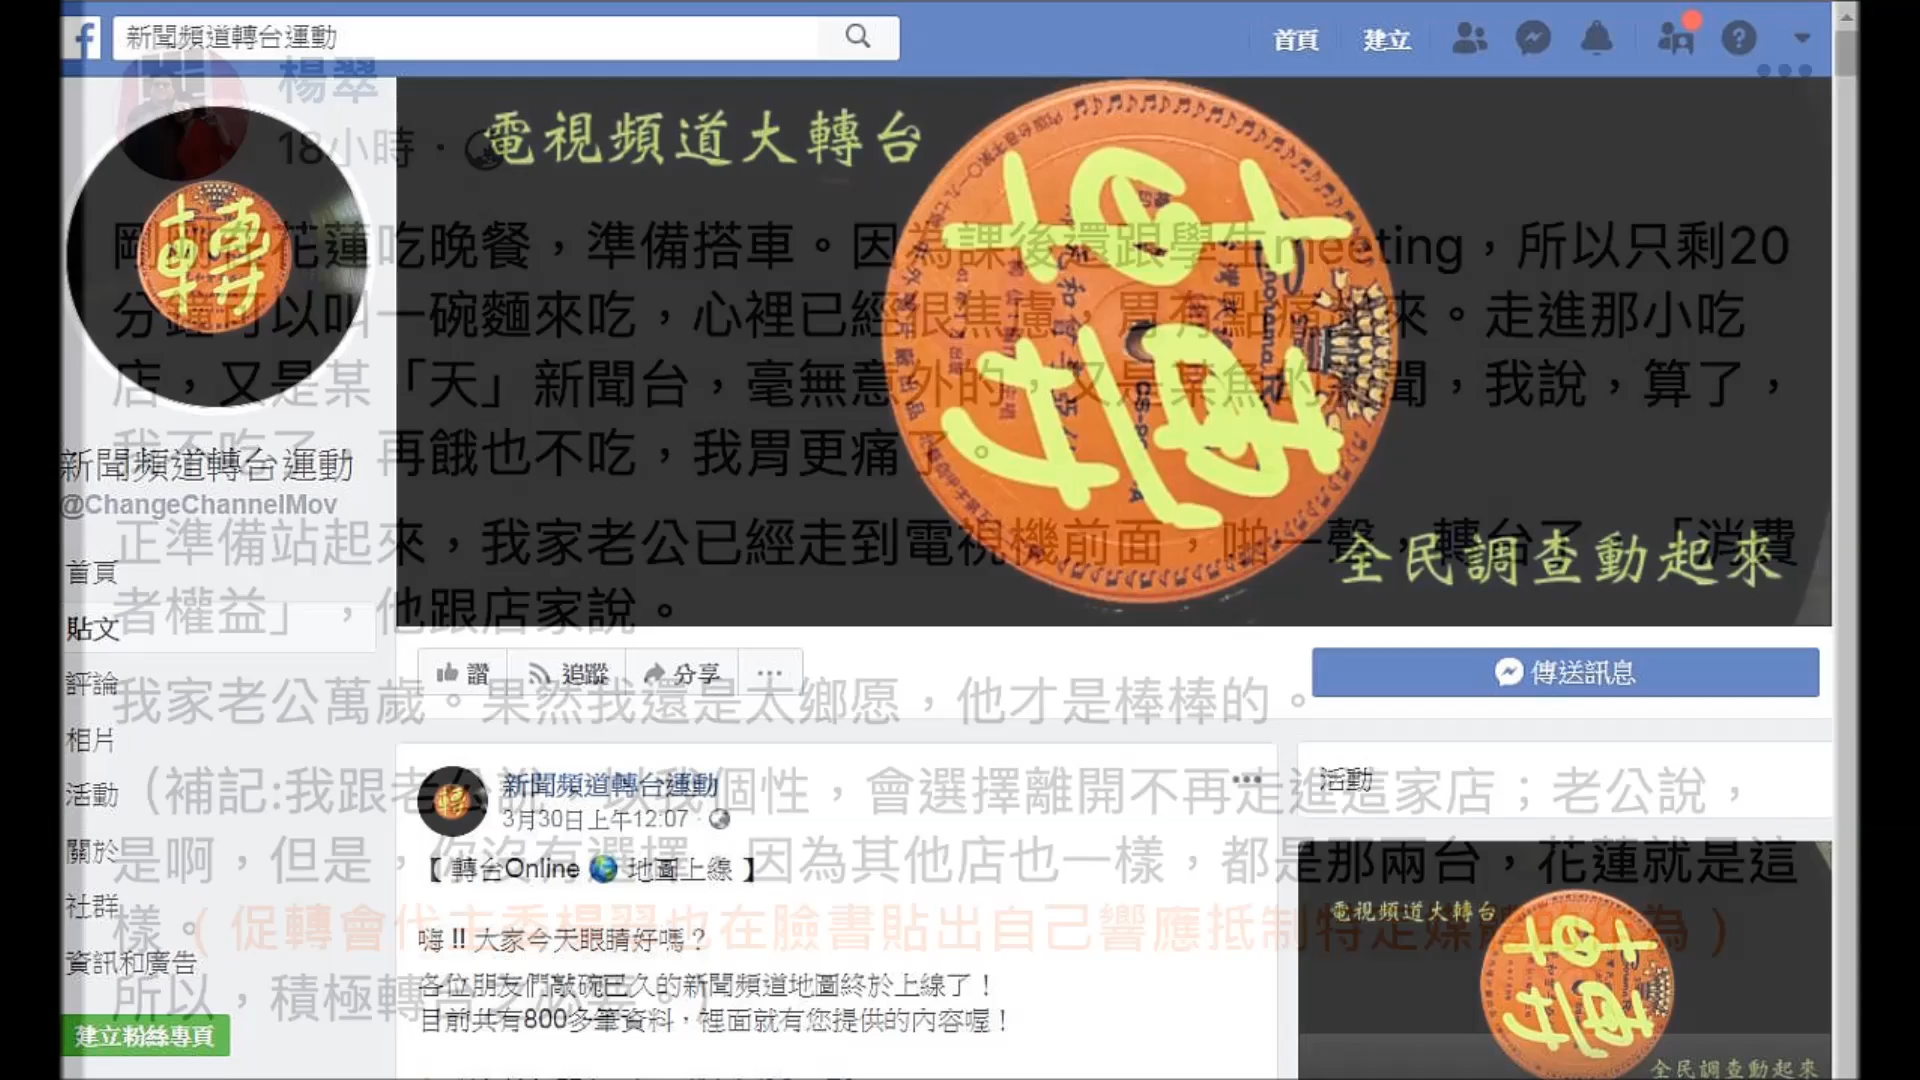 新聞頻道轉台運動
首頁
建立
楊翠
18小時
電視頻道大轉台
轉
花蓮吃晚餐，準備搭車。因為課後還跟學生meeting，所以只剩20
分鐘可以叫一碗麵來吃，心裡已經很焦慮，胃有點痛起來。走進那小吃
店，又是某「天」新聞台，毫無意外的，又是某魚的新聞，我說，算了，
我不吃了，再餓也不吃，我胃更痛了。
新聞頻道轉台運動
@ChangeChannelMov
正準備站起來，我家老公已經走到電視機前面，啪一聲，轉台了。「消費
者權益」，他跟店家說。
全民調查動起來
首頁
貼文
評論
相片
活動
關於
社群
資訊和廣告
建立粉絲專頁
讚
追蹤
分享
傳送訊息
我家老公萬歲。果然我還是太鄉愿，他才是棒棒的。
（補記:我跟老公說，以我個性，會選擇離開不再走進這家店；老公說，
是啊，但是，你沒有選擇，因為其他店也一樣，都是那兩台，花蓮就是這
樣。
（促轉會代主委楊翠也在臉書貼出自己響應抵制特定媒體的作為）
所以，積極轉台之必要。
新聞頻道轉台運動
3月30日上午12:07
【 轉台Online 地圖上線 】
嗨 !! 大家今天眼睛好嗎？
各位朋友們敲碗已久的新聞頻道地圖終於上線了！
目前共有800多筆資料，裡面就有您提供的內容喔！
活動
電視頻道大轉台
轉
全民調查動起來